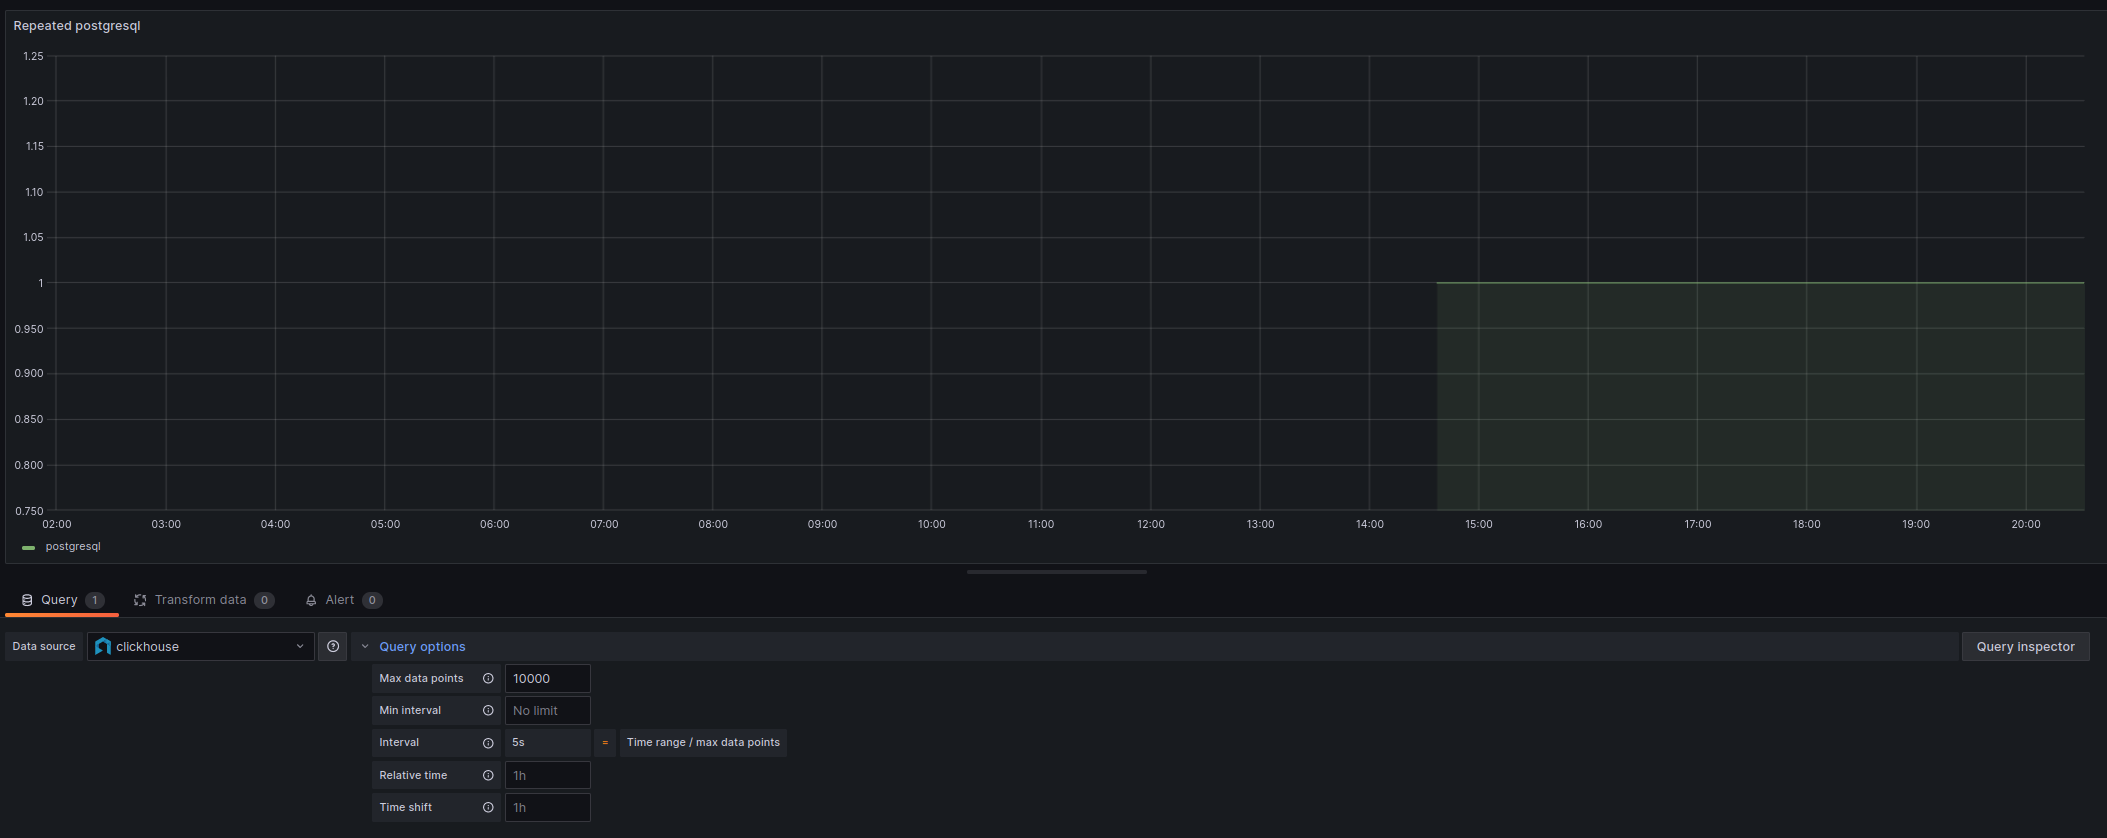 Repeated postgresql
1.25
1.20
1.15
1.10
1.05
1
0.950
0.900
0.850
0.800
0.750
02:00 03:00 04:00 05:00 06:00 07:00 08:00 09:00 10:00 11:00 12:00 13:00 14:00 15:00 16:00 17:00 18:00 19:00 20:00
postgresql
Query 1 Transform data 0 Alert 0
Data source clickhouse Query options Query inspector
Max data points 10000
Min interval No limit
Interval 5s = Time range / max data points
Relative time 1h
Time shift 1h